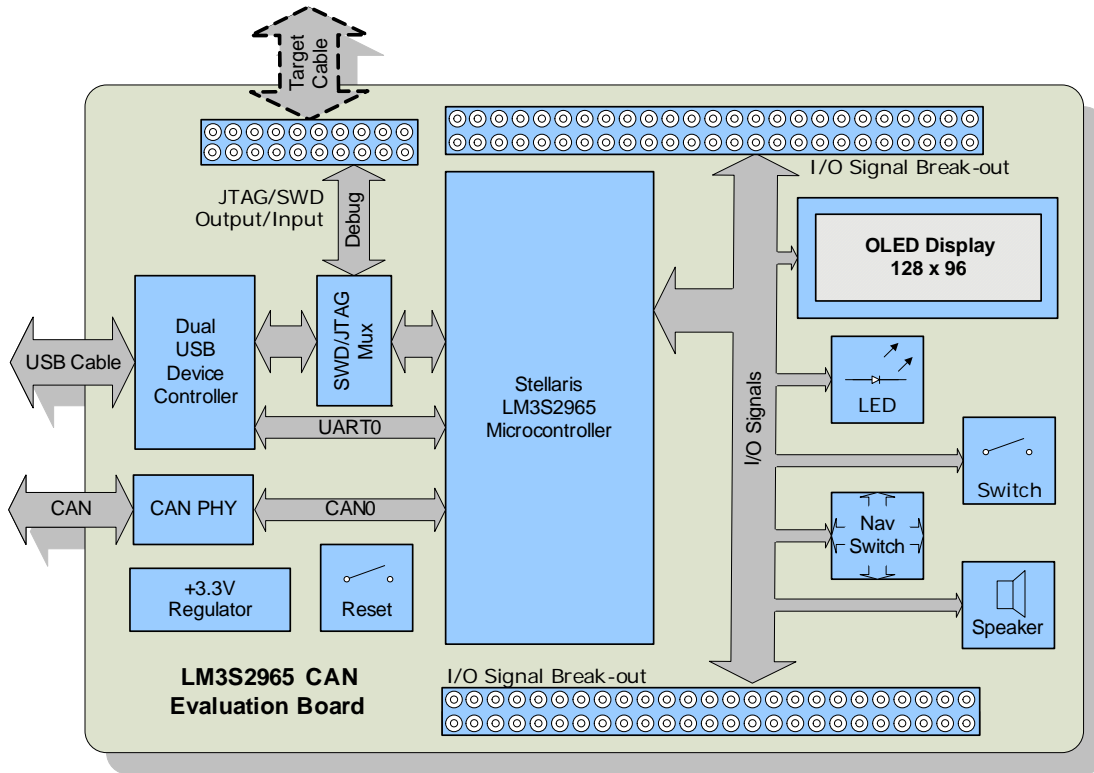 Target
Cable
I/O Signal Break-out
JTAG/SWD
Output/Input
Debug
OLED Display
128 x 96
Dual
USB
Device
Controller
SWD/JTAG
Mux
USB Cable
Stellaris
LM3S2965
Microcontroller
I/O Signals
LED
UART0
Switch
CAN
CAN PHY
CAN0
Nav
Switch
+3.3V
Regulator
Reset
Speaker
LM3S2965 CAN
Evaluation Board
I/O Signal Break-out